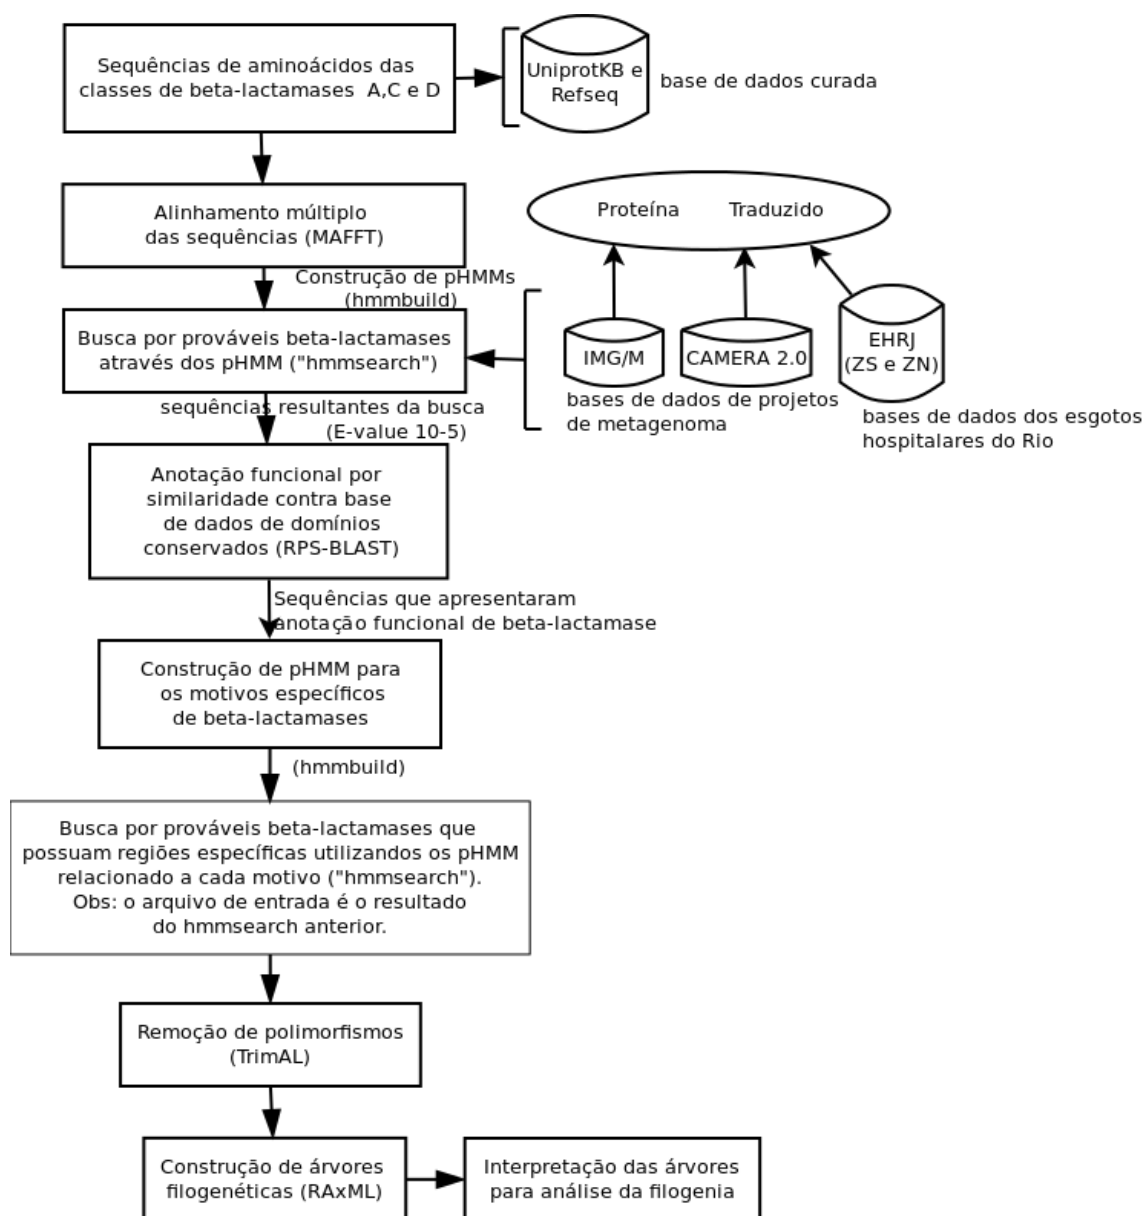 Sequências de aminoácidos das
classes de beta-lactamases A,C e D
UniprotKB e
Refseq
base de dados curada
Alinhamento múltiplo
das sequências (MAFFT)
Proteína Traduzido
Construção de pHMMs
(hmmbuild)
Busca por prováveis beta-lactamases
através dos pHMM ("hmmsearch")
IMG/M
CAMERA 2.0
EHRJ
(ZS e ZN)
bases de dados de projetos
de metagenoma
bases de dados dos esgotos
hospitalares do Rio
sequências resultantes da busca
(E-value 10-5)
Anotação funcional por
similaridade contra base
de dados de domínios
conservados (RPS-BLAST)
Sequências que apresentaram
anotação funcional de beta-lactamase
Construção de pHMM para
os motivos específicos
de beta-lactamases
(hmmbuild)
Busca por prováveis beta-lactamases que
possuam regiões específicas utilizandos os pHMM
relacionado a cada motivo ("hmmsearch").
Obs: o arquivo de entrada é o resultado
do hmmsearch anterior.
Remoção de polimorfismos
(TrimAL)
Construção de árvores
filogenéticas (RAxML)
Interpretação das árvores
para análise da filogenia